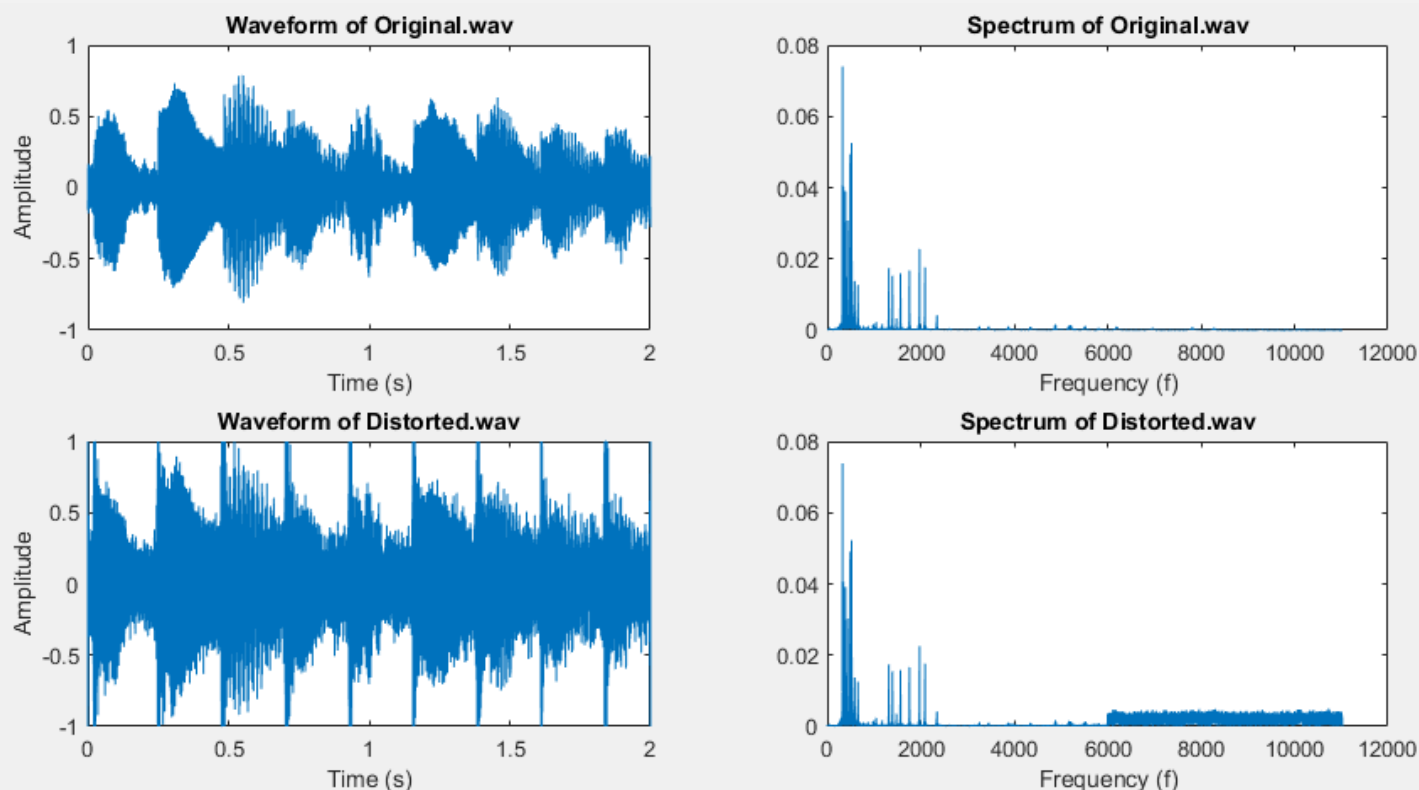 Waveform of Original.wav
1
0.5
0
-0.5
-1
Amplitude
0 0.5 1 1.5 2
Time (s)
Spectrum of Original.wav
0.08
0.06
0.04
0.02
0
0 2000 4000 6000 8000 10000 12000
Frequency (f)
Waveform of Distorted.wav
1
0.5
0
-0.5
-1
Amplitude
0 0.5 1 1.5 2
Time (s)
Spectrum of Distorted.wav
0.08
0.06
0.04
0.02
0
0 2000 4000 6000 8000 10000 12000
Frequency (f)